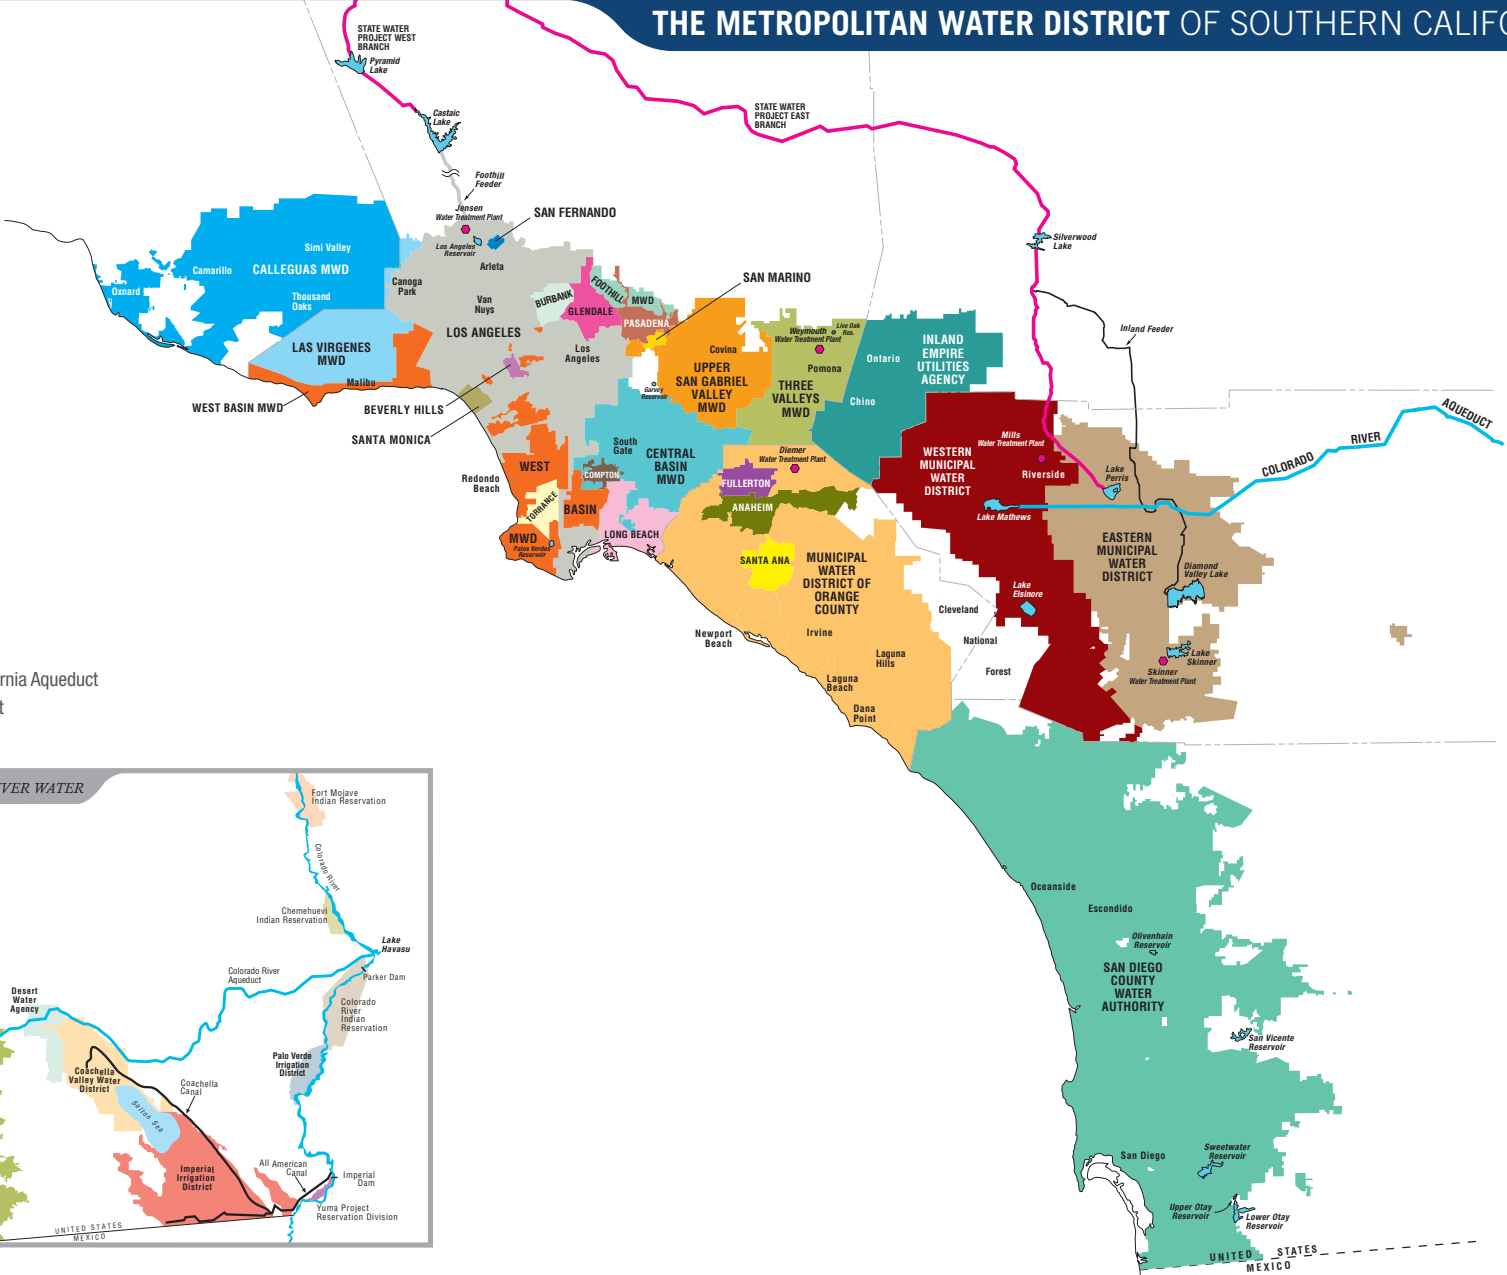 THE METROPOLITAN WATER DISTRICT OF SOUTHERN CALIFO
STATE WATER
PROJECT WEST
BRANCH
Pyramid
Lake
Castaic
Lake
STATE WATER
PROJECT EAST
BRANCH
Foothill
Feeder
Jensen
Water Treatment Plant
SAN FERNANDO
Los Angeles
Reservoir
Silverwood
Lake
Simi Valley
Camarillo
CALLEGUAS MWD
Oxnard
Thousand
Oaks
Arleta
Canoga
Park
Van
Nuys
BURBANK
GLENDALE
FOOTHILL
MWD
PASADENA
SAN MARINO
LOS ANGELES
Los
Angeles
LAS VIRGENES
MWD
Malibu
WEST BASIN MWD
BEVERLY HILLS
SANTA MONICA
Covina
UPPER
SAN GABRIEL
VALLEY
MWD
Garvey
Reservoir
Weymouth
Water Treatment Plant
Live Oak
Res.
Pomona
THREE
VALLEYS
MWD
Ontario
INLAND
EMPIRE
UTILITIES
AGENCY
Chino
Inland Feeder
COLORADO
RIVER
AQUEDUCT
South
Gate
CENTRAL
BASIN
MWD
COMPTON
WEST
BASIN
MWD
Redondo
Beach
TORRANCE
Palos Verdes
Reservoir
LONG BEACH
Diemer
Water Treatment Plant
FULLERTON
ANAHEIM
SANTA ANA
MUNICIPAL
WATER
DISTRICT OF
ORANGE
COUNTY
Irvine
Newport
Beach
Laguna
Hills
Laguna
Beach
Dana
Point
WESTERN
MUNICIPAL
WATER
DISTRICT
Mills
Water Treatment Plant
Riverside
Lake
Perris
Lake Mathews
EASTERN
MUNICIPAL
WATER
DISTRICT
Diamond
Valley Lake
Lake
Elsinore
Cleveland
National
Forest
Lake
Skinner
Skinner
Water Treatment Plant
Oceanside
Escondido
Olivenhain
Reservoir
SAN DIEGO
COUNTY
WATER
AUTHORITY
San Vicente
Reservoir
Sweetwater
Reservoir
San Diego
Upper Otay
Reservoir
Lower Otay
Reservoir
UNITED STATES
MEXICO
rnia Aqueduct
t
VER WATER
Fort Mojave
Indian Reservation
Colorado River
Chemehuevi
Indian Reservation
Lake
Havasu
Colorado River
Aqueduct
Parker Dam
Colorado
River
Indian
Reservation
Desert
Water
Agency
Palo Verde
Irrigation
District
Coachella
Valley Water
District
Coachella
Canal
Salton Sea
Imperial
Irrigation
District
All American
Canal
Imperial
Dam
Yuma Project
Reservation Division
UNITED STATES
MEXICO